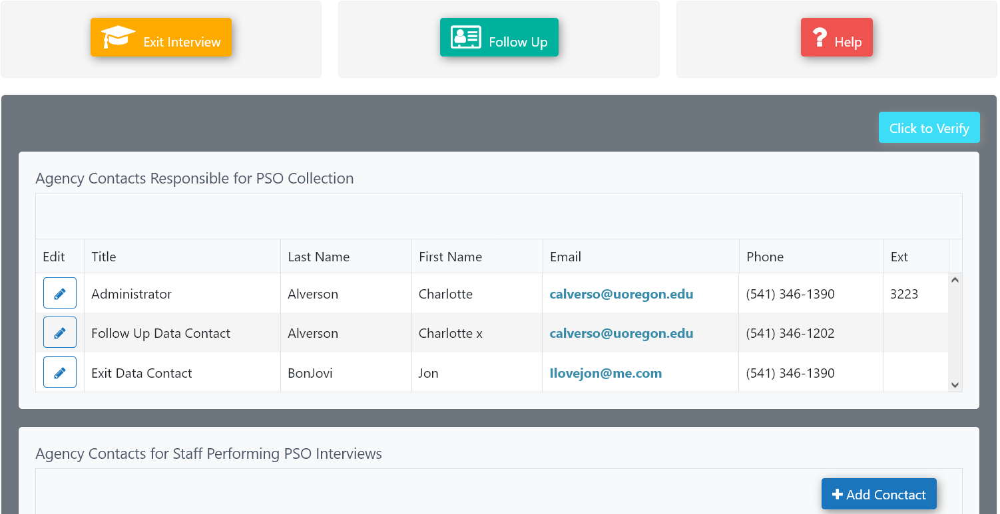 Exit Interview
Follow Up
Help
Click to Verify
Agency Contacts Responsible for PSO Collection
Edit Title Last Name First Name Email Phone Ext
Administrator Alverson Charlotte calverso@uoregon.edu (541) 346-1390 3223
Follow Up Data Contact Alverson Charlotte x calverso@uoregon.edu (541) 346-1202
Exit Data Contact BonJovi Jon Ilovejon@me.com (541) 346-1390
Agency Contacts for Staff Performing PSO Interviews
Add Conctact